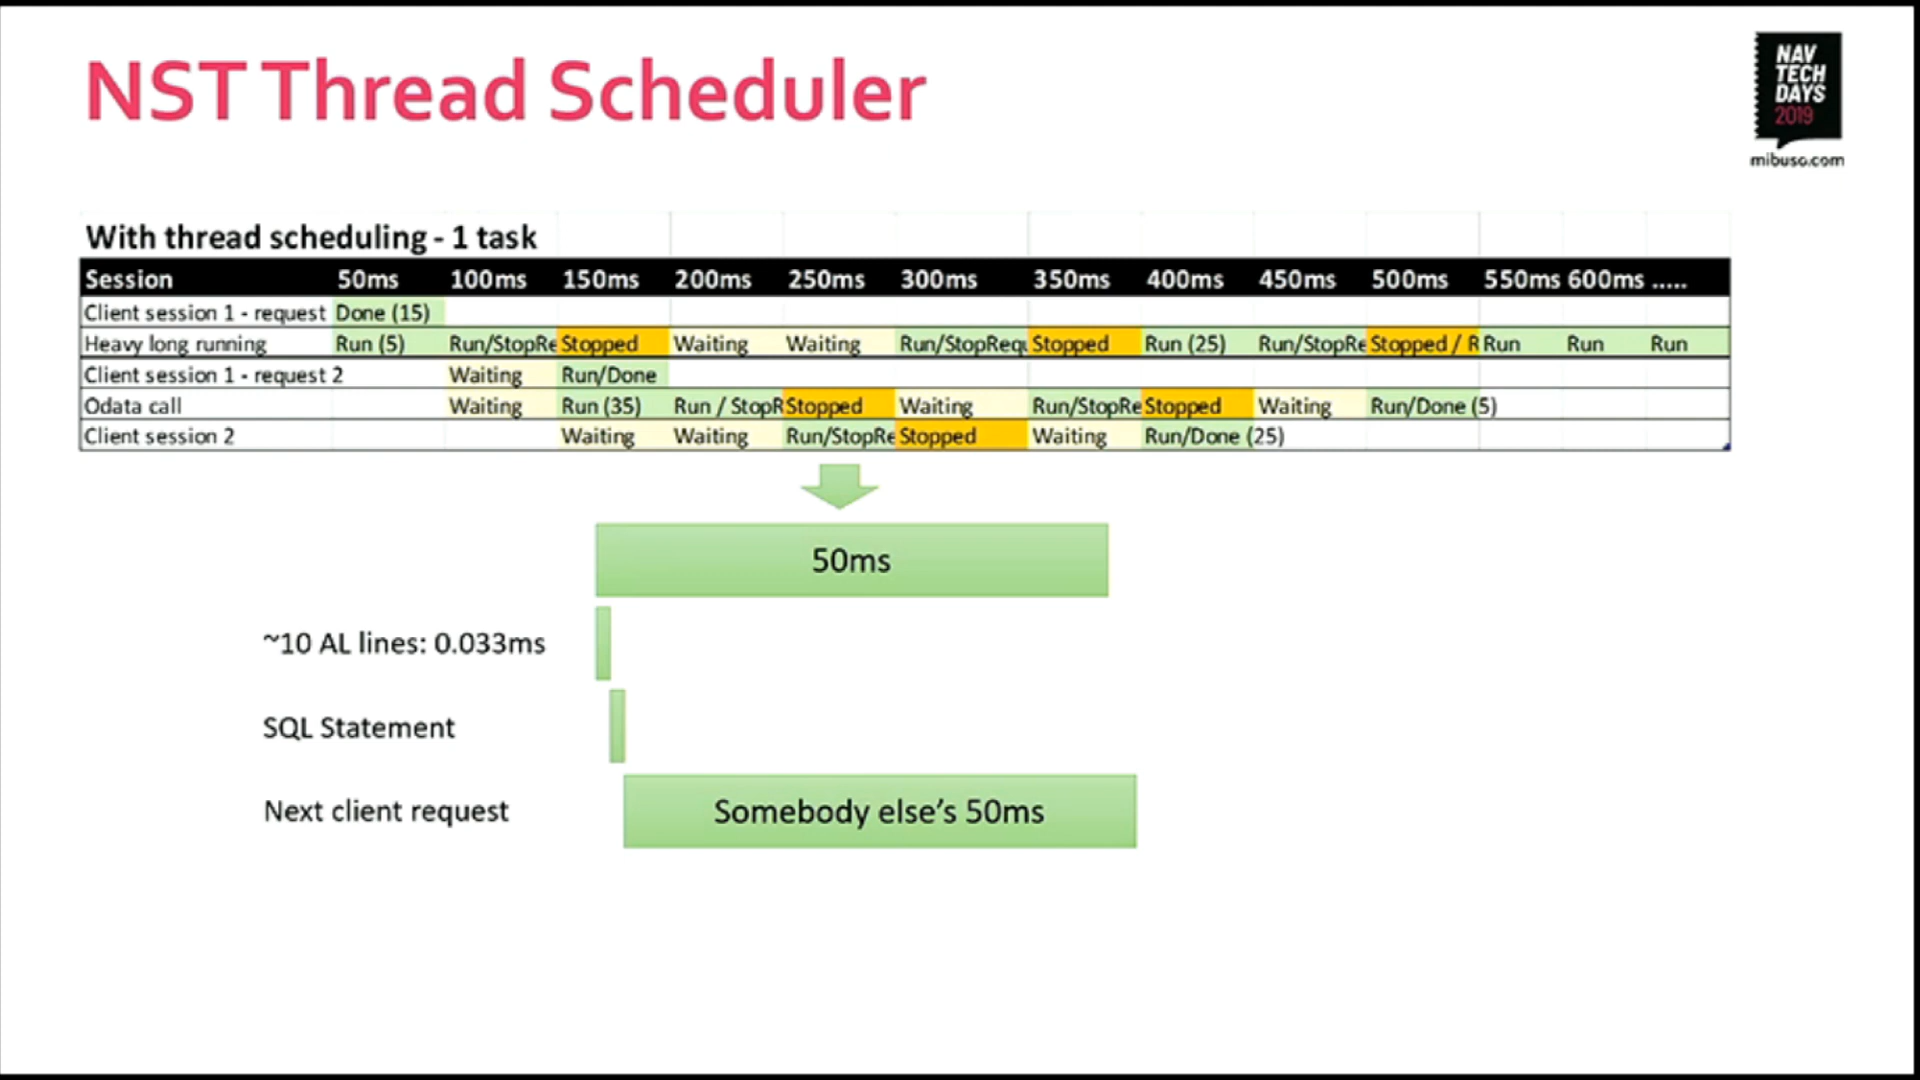 NST Thread Scheduler
NAV
TECH
DAYS
2019
mibuso.com
With thread scheduling - 1 task
Session 50ms 100ms 150ms 200ms 250ms 300ms 350ms 400ms 450ms 500ms 550ms 600ms .....
Client session 1 - request Done (15)
Heavy long running Run (5) Run/StopRe Stopped Waiting Waiting Run/StopRequ Stopped Run (25) Run/StopRe Stopped / R Run Run Run
Client session 1 - request 2 Waiting Run/Done
Odata call Waiting Run (35) Run / StopR Stopped Waiting Run/StopRe Stopped Waiting Run/Done (5)
Client session 2 Waiting Waiting Run/StopRe Stopped Waiting Run/Done (25)
50ms
~10 AL lines: 0.033ms
SQL Statement
Next client request Somebody else’s 50ms